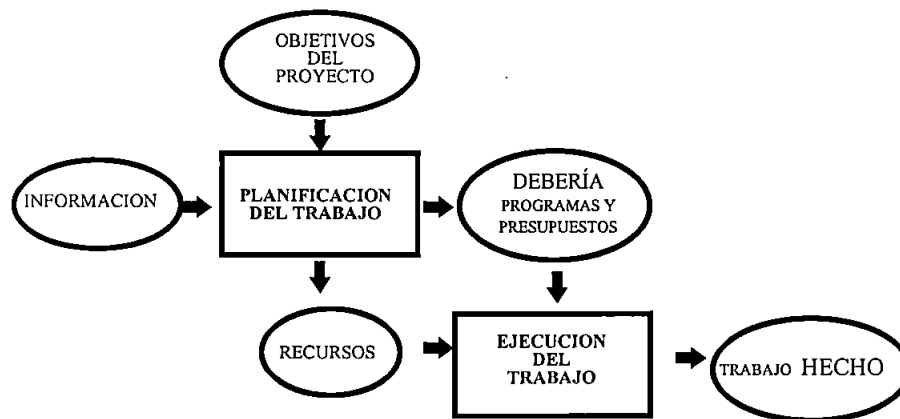 OBJETIVOS
DEL
PROYECTO
INFORMACION
PLANIFICACION
DEL TRABAJO
DEBERÍA
PROGRAMAS Y
PRESUPUESTOS
RECURSOS
EJECUCION
DEL
TRABAJO
TRABAJO HECHO